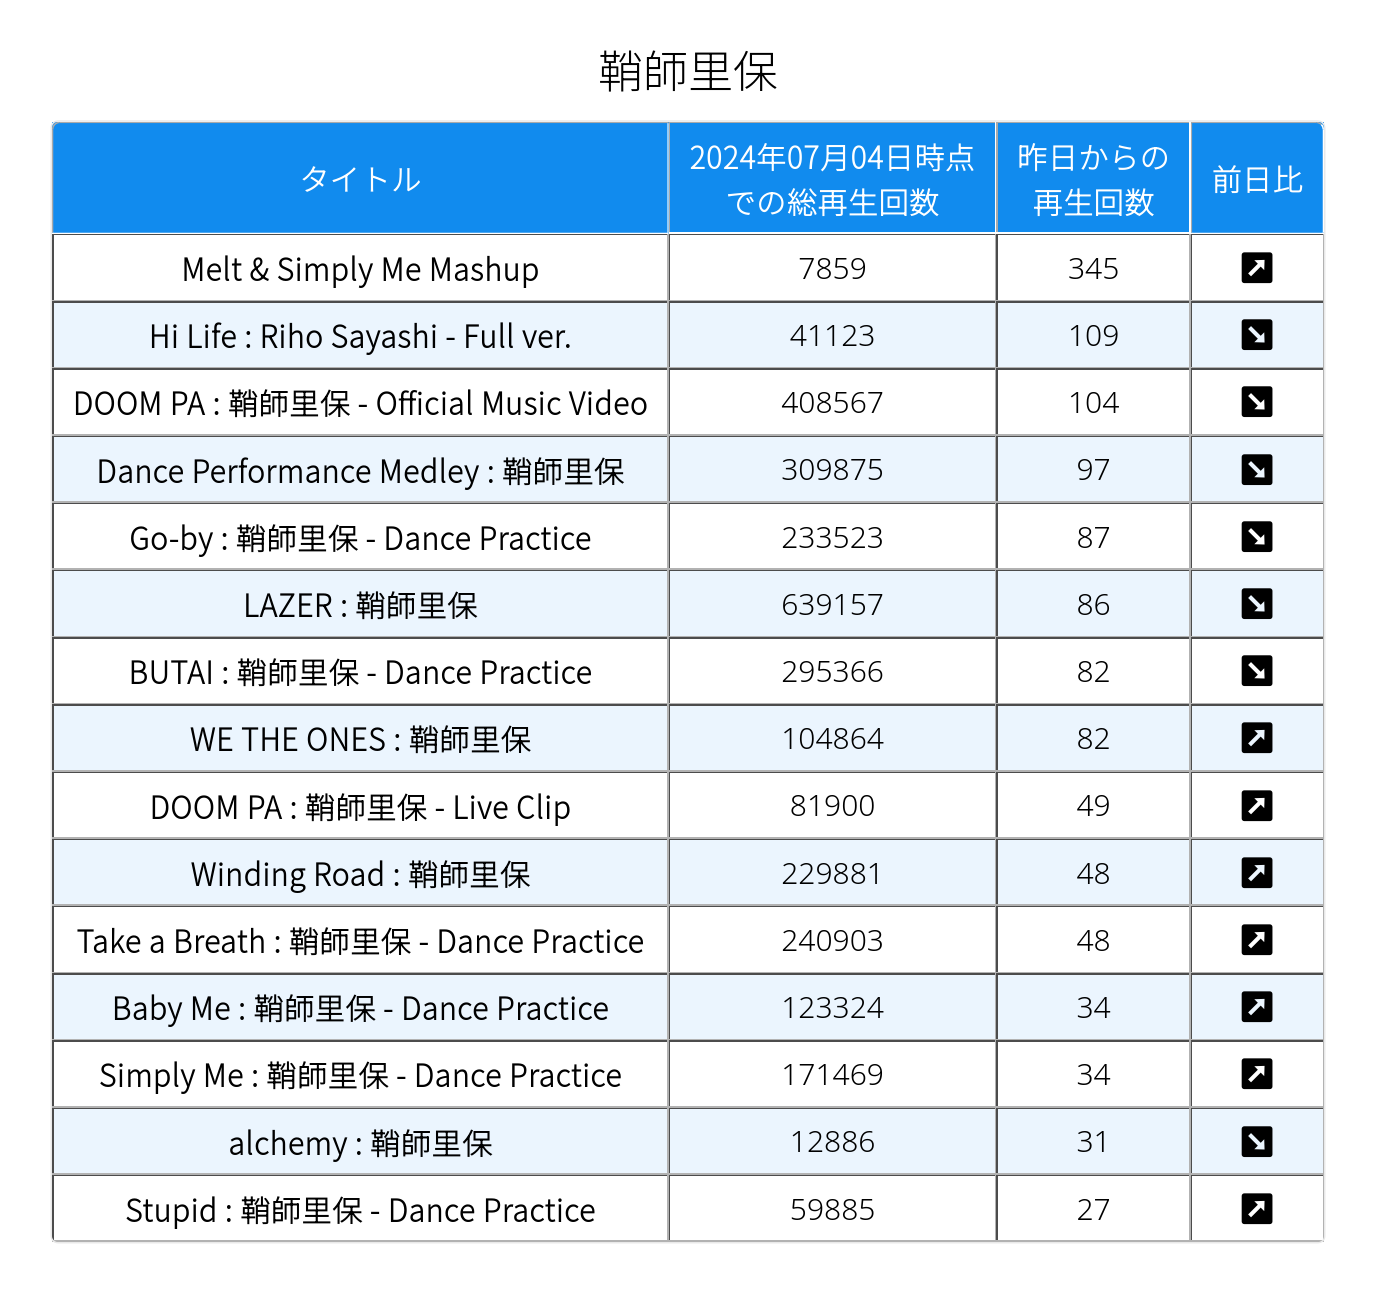 鞘師里保
タイトル 2024年07月04日時点での総再生回数 昨日からの再生回数 前日比
Melt & Simply Me Mashup 7859 345 ↗
Hi Life : Riho Sayashi - Full ver. 41123 109 ↘
DOOM PA : 鞘師里保 - Official Music Video 408567 104 ↘
Dance Performance Medley : 鞘師里保 309875 97 ↘
Go-by : 鞘師里保 - Dance Practice 233523 87 ↘
LAZER : 鞘師里保 639157 86 ↘
BUTAI : 鞘師里保 - Dance Practice 295366 82 ↘
WE THE ONES : 鞘師里保 104864 82 ↗
DOOM PA : 鞘師里保 - Live Clip 81900 49 ↗
Winding Road : 鞘師里保 229881 48 ↗
Take a Breath : 鞘師里保 - Dance Practice 240903 48 ↗
Baby Me : 鞘師里保 - Dance Practice 123324 34 ↗
Simply Me : 鞘師里保 - Dance Practice 171469 34 ↗
alchemy : 鞘師里保 12886 31 ↘
Stupid : 鞘師里保 - Dance Practice 59885 27 ↗